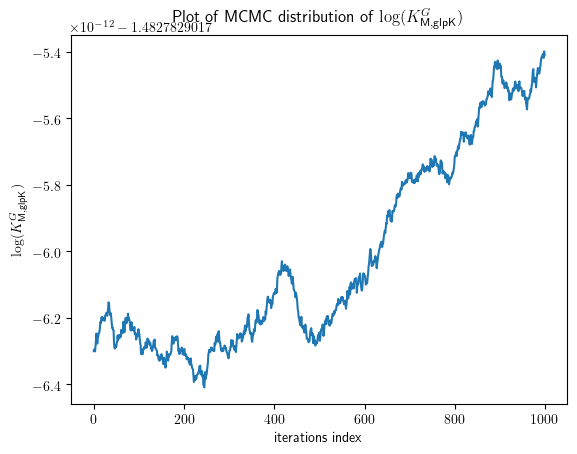 Plot of MCMC distribution of log(K^G_M,glpK)
×10^−12 − 1.4827829017
−5.4
−5.6
−5.8
−6.0
−6.2
−6.4
log(K^G_M,glpK)
0 200 400 600 800 1000
iterations index